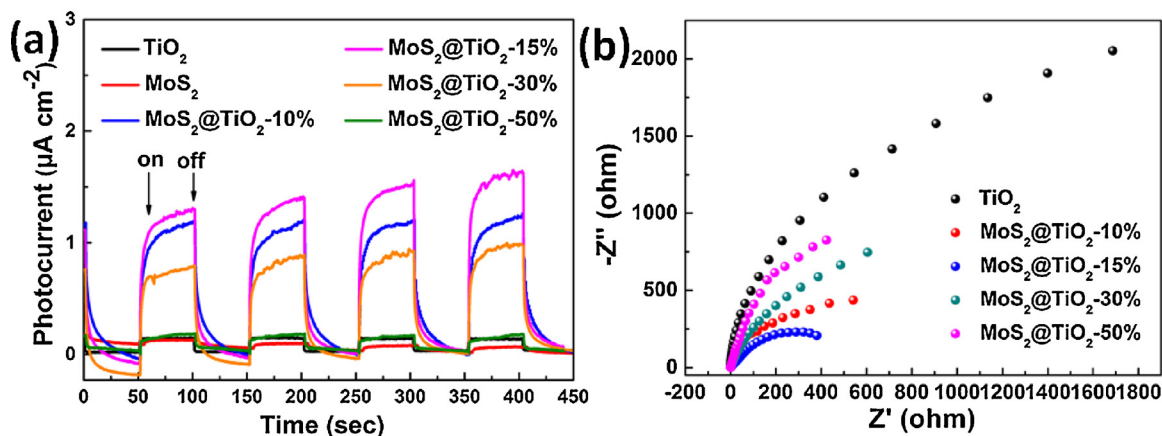 (a)
3
2
1
0
Photocurrent (μA cm⁻²)
TiO₂
MoS₂
MoS₂@TiO₂-10%
MoS₂@TiO₂-15%
MoS₂@TiO₂-30%
MoS₂@TiO₂-50%
on off
0 50 100 150 200 250 300 350 400 450
Time (sec)
(b)
2000
1500
1000
500
0
-Z'' (ohm)
TiO₂
MoS₂@TiO₂-10%
MoS₂@TiO₂-15%
MoS₂@TiO₂-30%
MoS₂@TiO₂-50%
-200 0 200 400 600 800 1000 1200 1400 1600 1800
Z' (ohm)